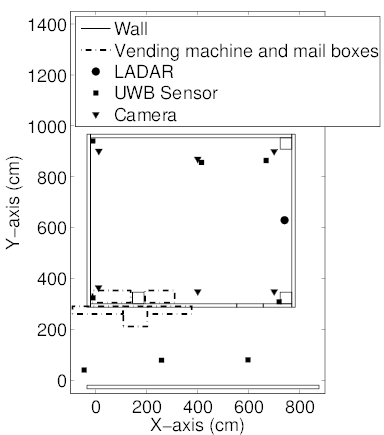 1400
Wall
Vending machine and mail boxes
1200
LADAR
UWB Sensor
Camera
1000
800
600
400
200
0
Y-axis (cm)
0 200 400 600 800
X-axis (cm)